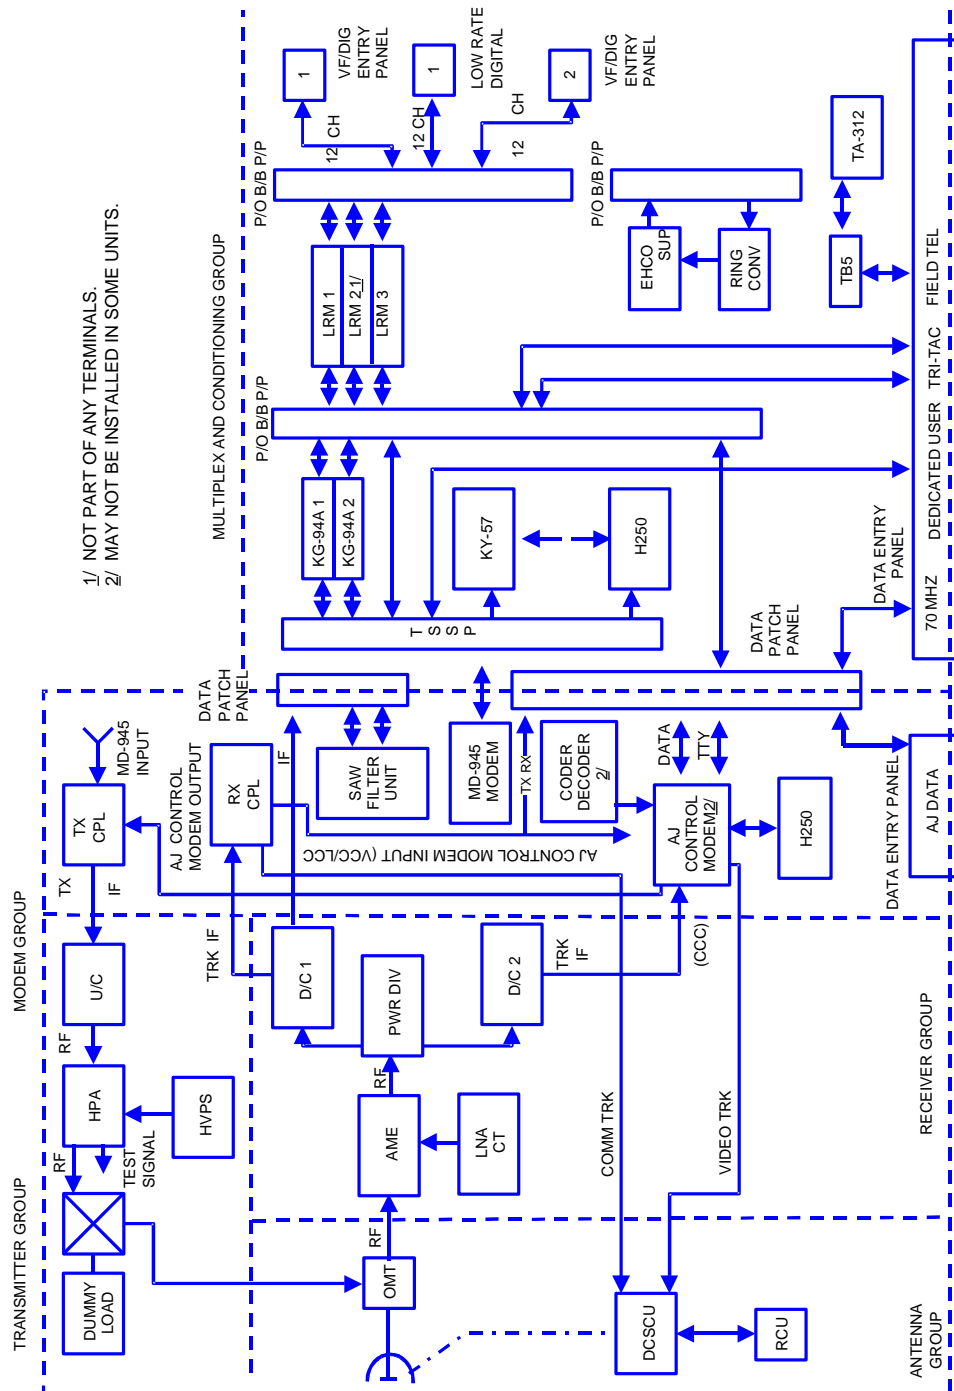 TRANSMITTER GROUP
MODEM GROUP
1/ NOT PART OF ANY TERMINALS.
2/ MAY NOT BE INSTALLED IN SOME UNITS.
DUMMY
LOAD
RF
TEST
SIGNAL
HPA
HVPS
RF
U/C
TX
IF
TX
CPL
MD-945
INPUT
AJ CONTROL
MODEM OUTPUT
TRK IF
RX
CPL
IF
DATA
PATCH
PANEL
MULTIPLEX AND CONDITIONING GROUP
OMT
RF
AME
LNA
CT
RF
PWR DIV
D/C 1
D/C 2
TRK
IF
(CCC)
AJ CONTROL MODEM INPUT (VCC/LCC)
SAW
FILTER
UNIT
MD-945
MODEM
TX RX
CODER
DECODER
2/
AJ
CONTROL
MODEM2/
DATA
TTY
H250
DATA
PATCH
PANEL
T
S
S
P
KG-94A 1
KG-94A 2
KY-57
H250
P/O B/B P/P
LRM 1
LRM 2 1/
LRM 3
P/O B/B P/P
12 CH
12 CH
12 CH
1
VF/DIG
ENTRY
PANEL
1
LOW RATE
DIGITAL
2
VF/DIG
ENTRY
PANEL
P/O B/B P/P
EHCO
SUP
RING
CONV
TB5
TA-312
COMM TRK
VIDEO TRK
DCSCU
RCU
ANTENNA
GROUP
RECEIVER GROUP
DATA ENTRY PANEL
AJ DATA
DATA ENTRY
PANEL
70 MHZ
DEDICATED USER
TRI-TAC
FIELD TEL